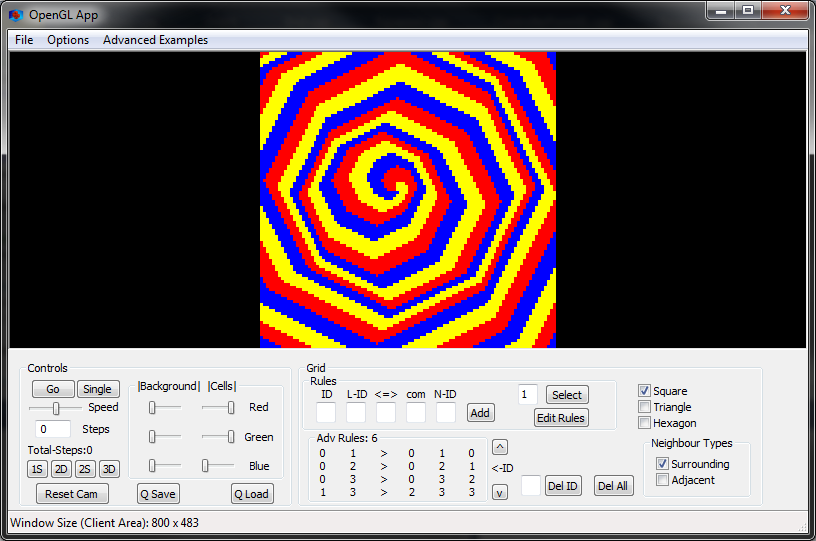 OpenGL App
File Options Advanced Examples
Controls
Go Single
Speed
0 Steps
Total-Steps:0
1S 2D 2S 3D
Reset Cam
|Background| |Cells|
Red
Green
Blue
Q Save Q Load
Grid
Rules
ID L-ID <=> com N-ID
Add
1 Select
Edit Rules
Adv Rules: 6
0 1 > 0 1 0
0 2 > 0 2 1
0 3 > 0 3 2
1 3 > 2 3 3
^
<-ID
v
Del ID Del All
Square
Triangle
Hexagon
Neighbour Types
Surrounding
Adjacent
Window Size (Client Area): 800 x 483